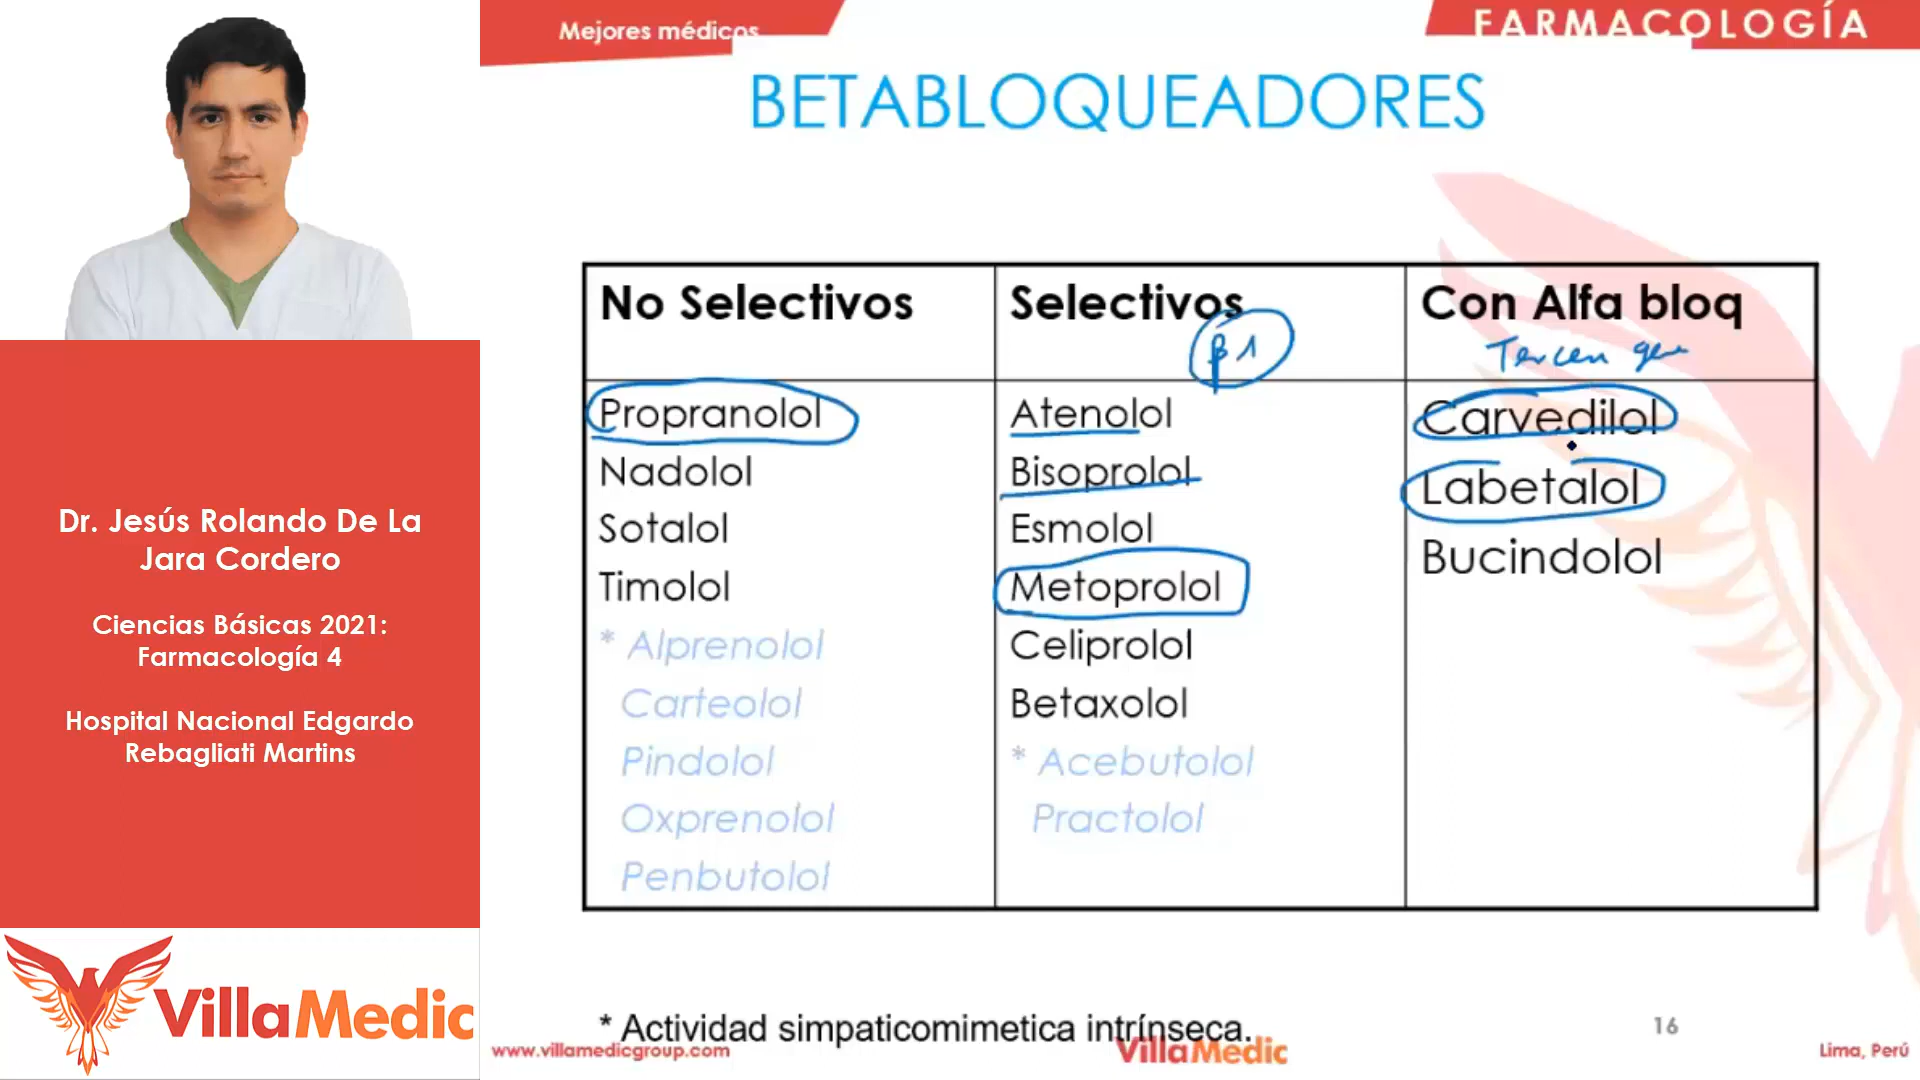 Mejores médicos
FARMACOLOGÍA
BETABLOQUEADORES
No Selectivos
Selectivos
β1
Con Alfa bloq
Tercen gen
Propranolol
Nadolol
Sotalol
Timolol
* Alprenolol
Carteolol
Pindolol
Oxprenolol
Penbutolol
Atenolol
Bisoprolol
Esmolol
Metoprolol
Celiprolol
Betaxolol
* Acebutolol
Practolol
Carvedilol
Labetalol
Bucindolol
* Actividad simpaticomimetica intrínseca.
16
www.villamedicgroup.com
VillaMedic
Lima, Perú
Dr. Jesús Rolando De La
Jara Cordero
Ciencias Básicas 2021:
Farmacología 4
Hospital Nacional Edgardo
Rebagliati Martins
VillaMedic